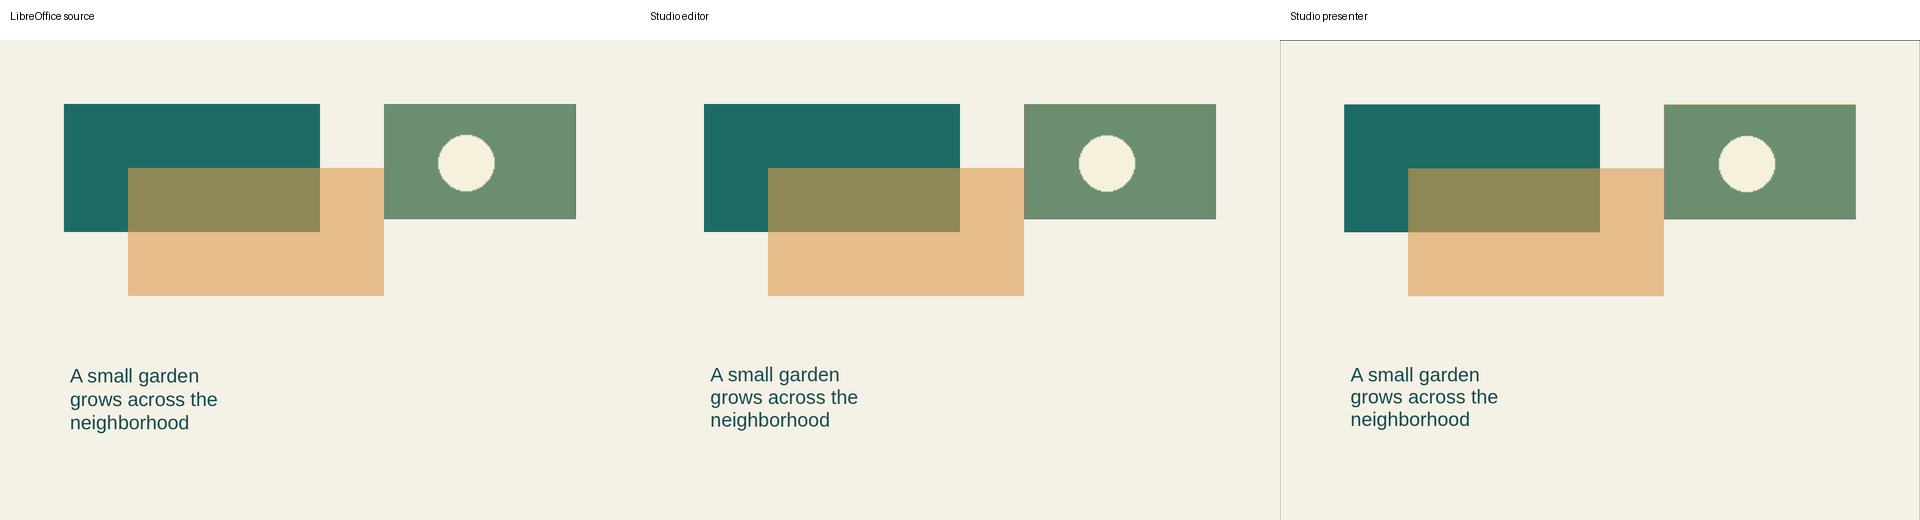 LibreOffice source
Studio editor
Studio presenter
A small garden
grows across the
neighborhood
A small garden
grows across the
neighborhood
A small garden
grows across the
neighborhood